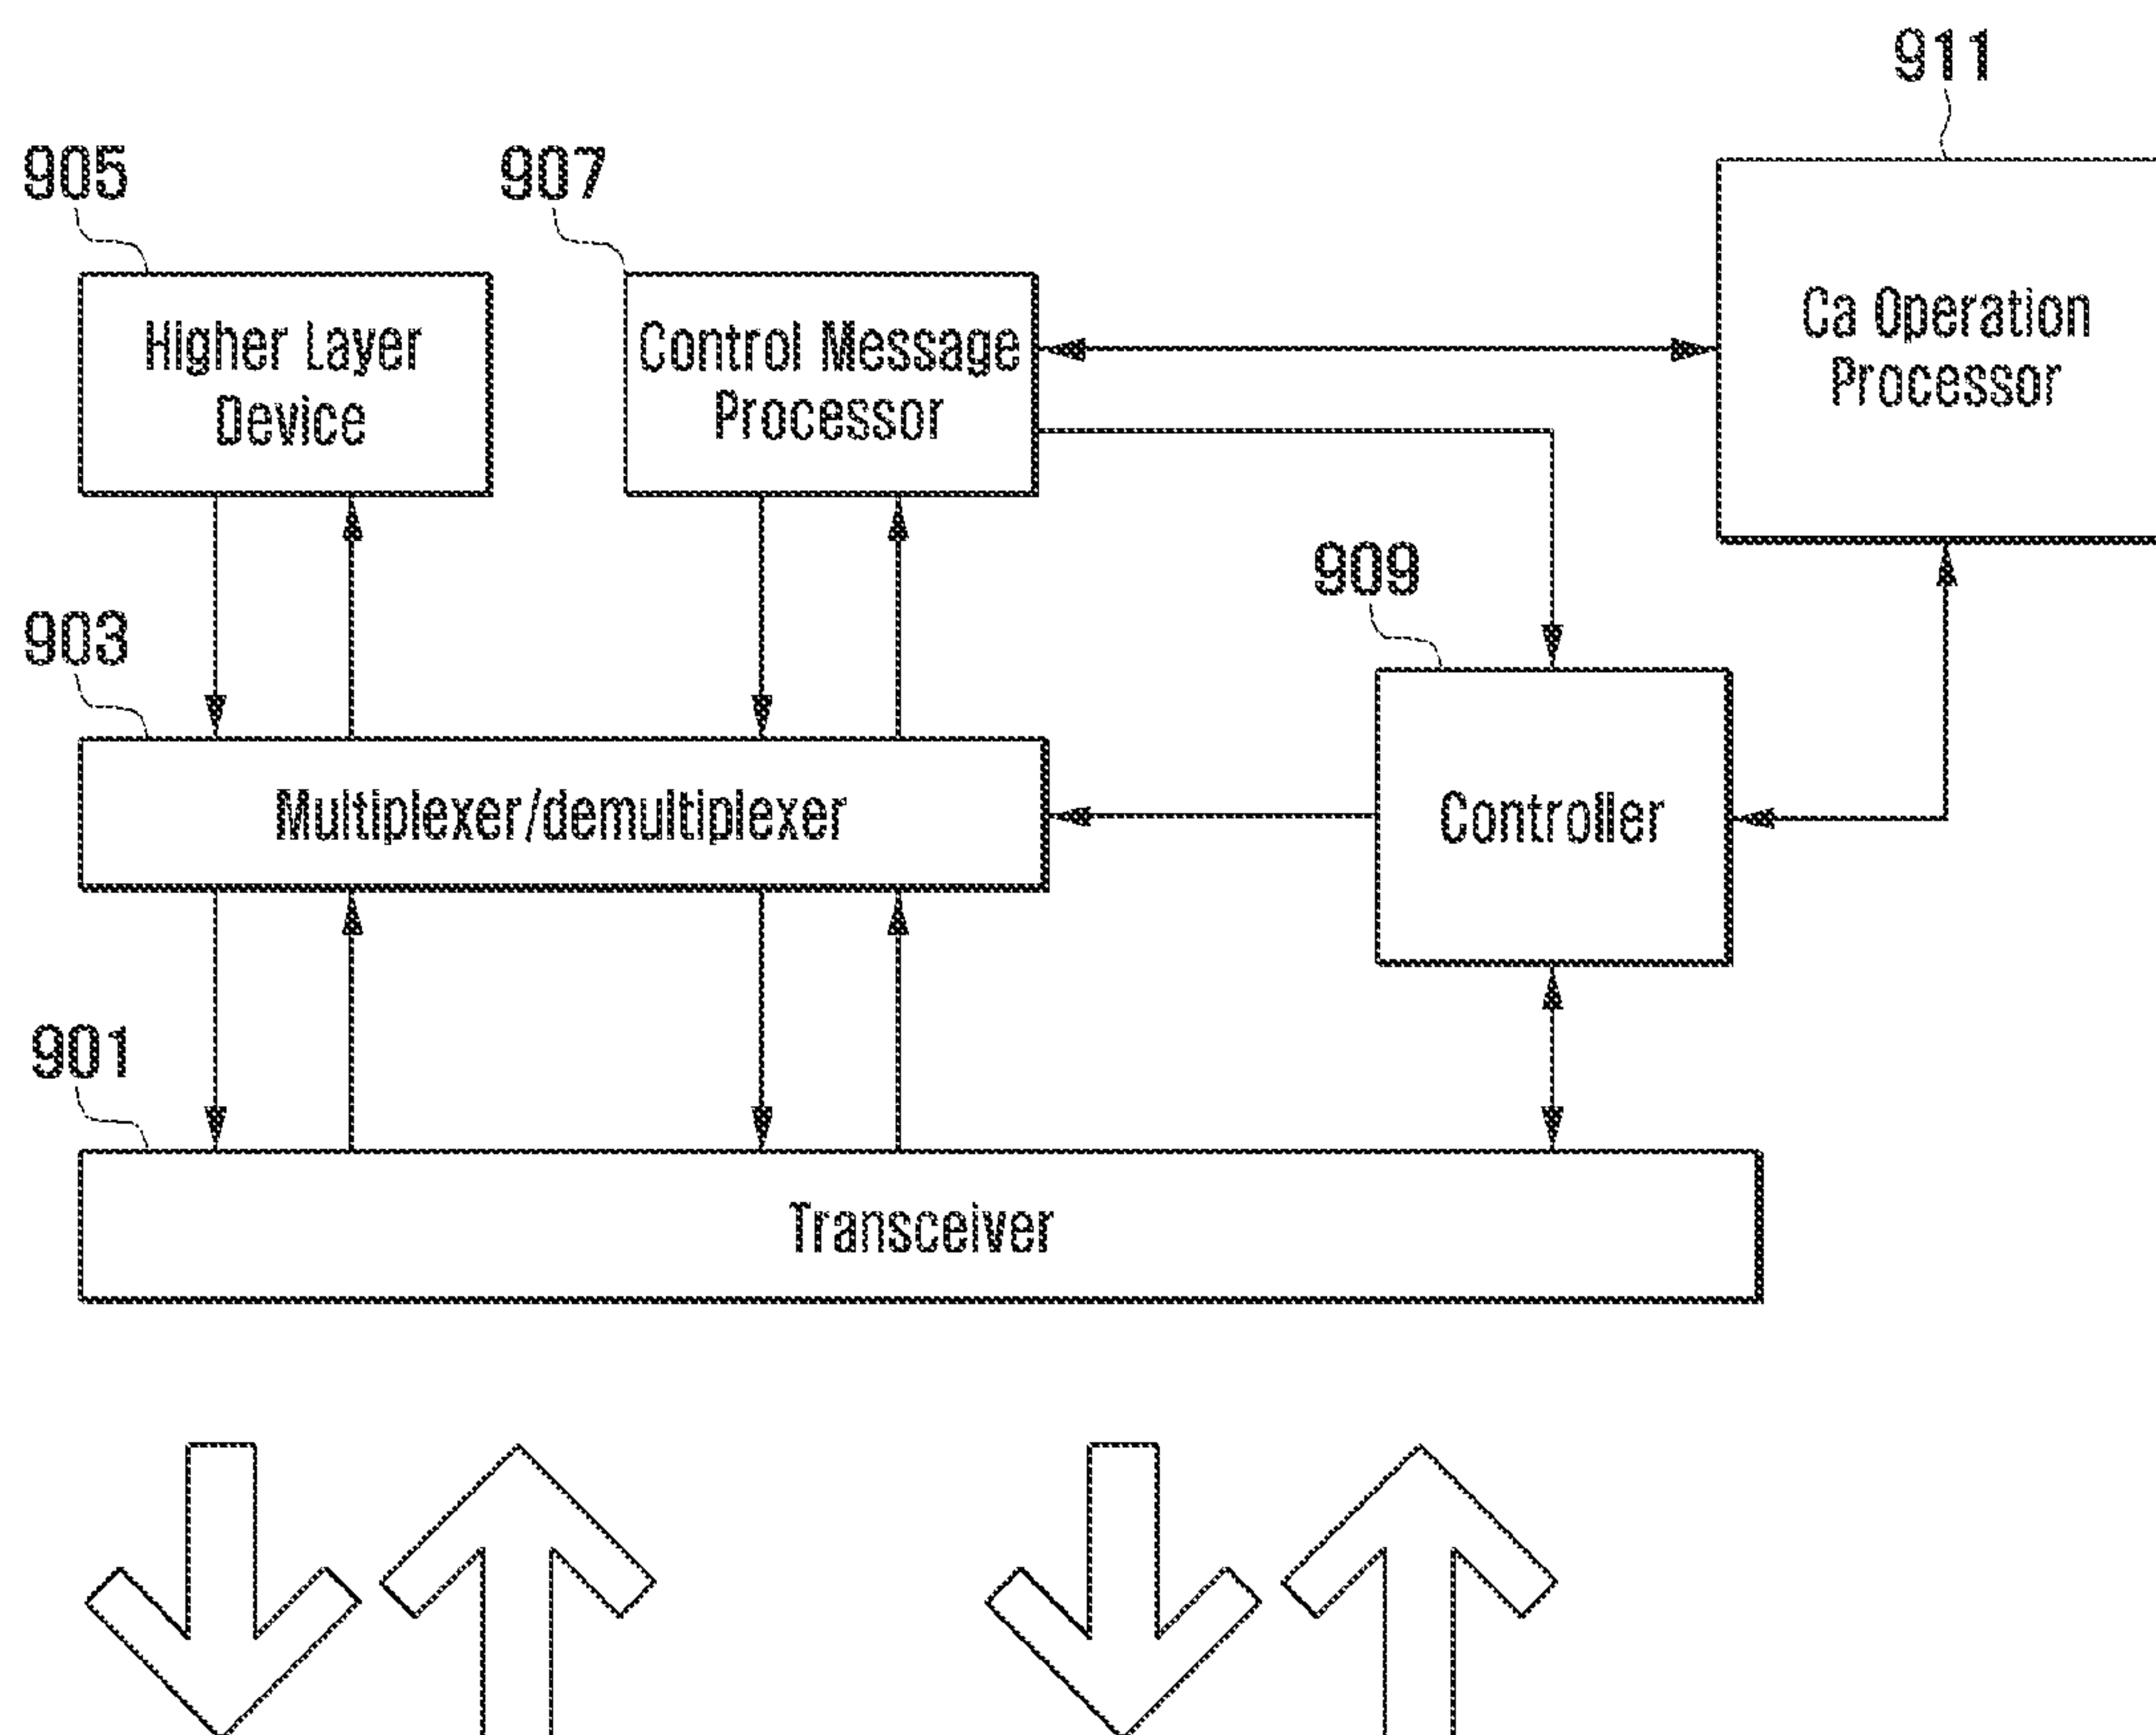 911
905
907
Higher Layer
Device
Control Message
Processor
Ca Operation
Processor
909
903
Multiplexer/demultiplexer
Controller
901
Transceiver